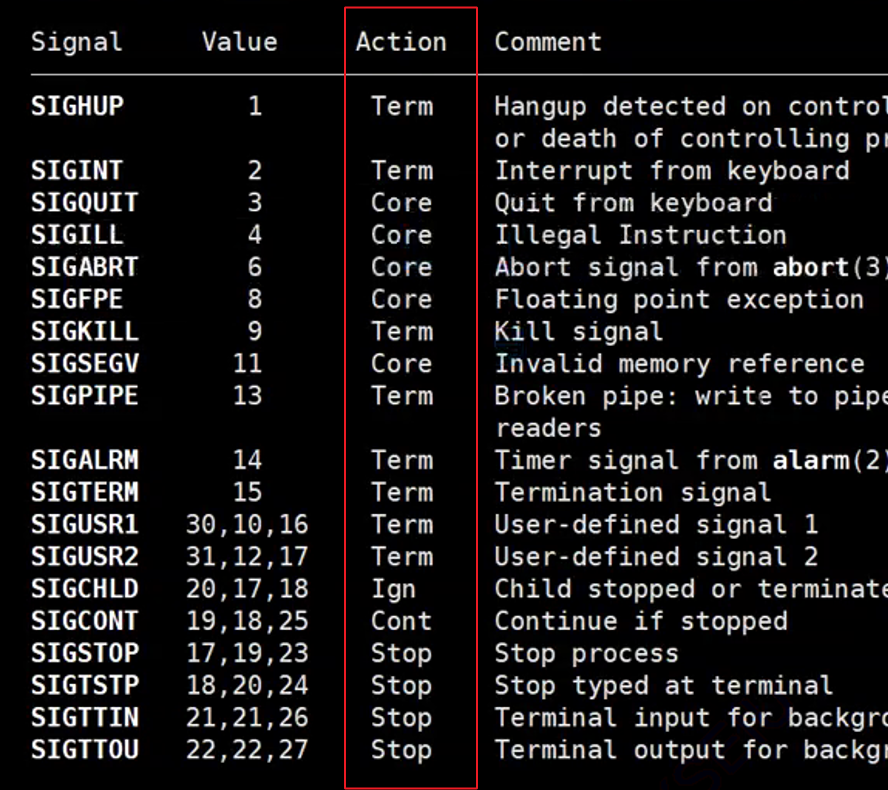 Signal Value Action Comment
SIGHUP 1 Term Hangup detected on
or death of controlling
SIGINT 2 Term Interrupt from keyboard
SIGQUIT 3 Core Quit from keyboard
SIGILL 4 Core Illegal Instruction
SIGABRT 6 Core Abort signal from abort(3)
SIGFPE 8 Core Floating point exception
SIGKILL 9 Term Kill signal
SIGSEGV 11 Core Invalid memory reference
SIGPIPE 13 Term Broken pipe: write to pipe
readers
SIGALRM 14 Term Timer signal from alarm(2)
SIGTERM 15 Term Termination signal
SIGUSR1 30,10,16 Term User-defined signal 1
SIGUSR2 31,12,17 Term User-defined signal 2
SIGCHLD 20,17,18 Ign Child stopped or
SIGCONT 19,18,25 Cont Continue if stopped
SIGSTOP 17,19,23 Stop Stop process
SIGTSTP 18,20,24 Stop Stop typed at terminal
SIGTTIN 21,21,26 Stop Terminal input for
SIGTTOU 22,22,27 Stop Terminal output for